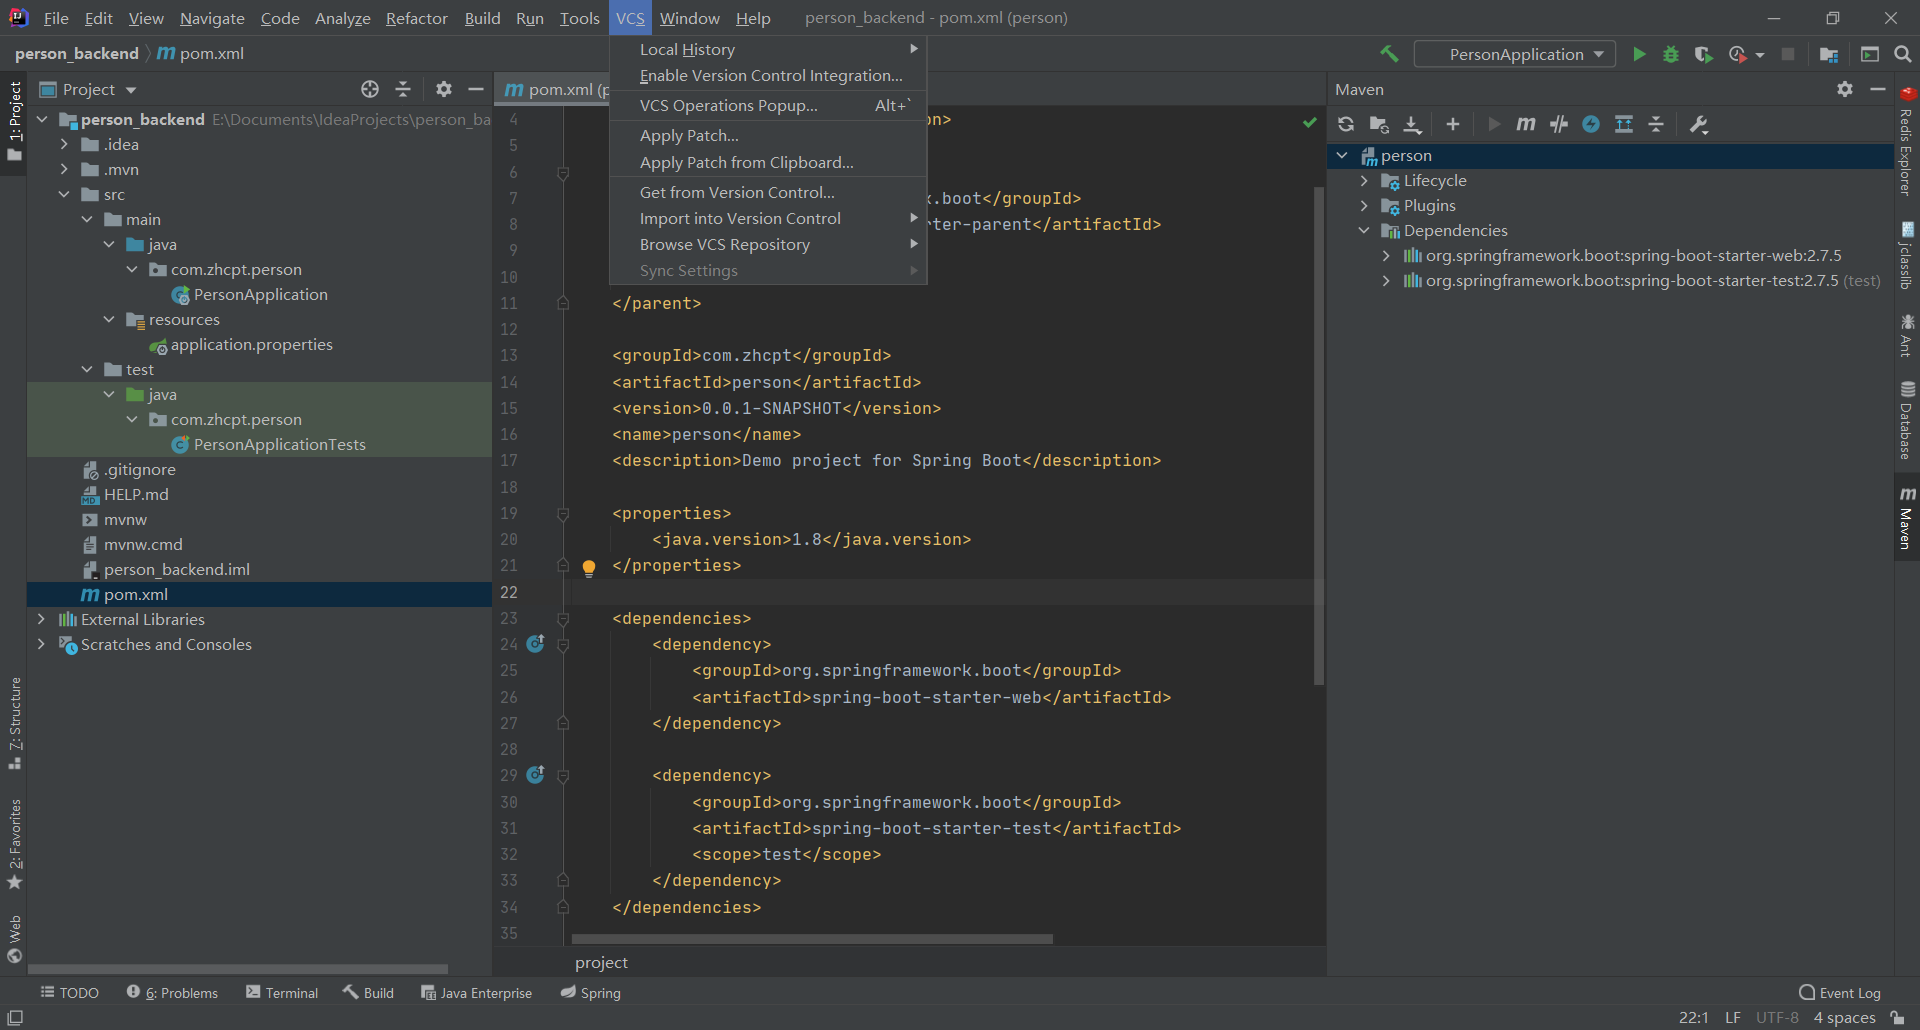 File Edit View Navigate Code Analyze Refactor Build Run Tools VCS Window Help person_backend - pom.xml (person)
person_backend m pom.xml
PersonApplication
Local History
Enable Version Control Integration...
VCS Operations Popup... Alt+`
Apply Patch...
Apply Patch from Clipboard...
Get from Version Control...
Import into Version Control
Browse VCS Repository
Sync Settings
1: Project
7: Structure
2: Favorites
Web
Project
person_backend E:\Documents\IdeaProjects\person_ba
.idea
.mvn
src
main
java
com.zhcpt.person
PersonApplication
resources
application.properties
test
java
com.zhcpt.person
PersonApplicationTests
.gitignore
HELP.md
mvnw
mvnw.cmd
person_backend.iml
m pom.xml
External Libraries
Scratches and Consoles
m pom.xml (p
4 on>
5
6
7 k.boot</groupId>
8 ter-parent</artifactId>
9
10
11 </parent>
12
13 <groupId>com.zhcpt</groupId>
14 <artifactId>person</artifactId>
15 <version>0.0.1-SNAPSHOT</version>
16 <name>person</name>
17 <description>Demo project for Spring Boot</description>
18
19 <properties>
20 <java.version>1.8</java.version>
21 </properties>
22
23 <dependencies>
24 <dependency>
25 <groupId>org.springframework.boot</groupId>
26 <artifactId>spring-boot-starter-web</artifactId>
27 </dependency>
28
29 <dependency>
30 <groupId>org.springframework.boot</groupId>
31 <artifactId>spring-boot-starter-test</artifactId>
32 <scope>test</scope>
33 </dependency>
34 </dependencies>
35
project
Maven
person
Lifecycle
Plugins
Dependencies
org.springframework.boot:spring-boot-starter-web:2.7.5
org.springframework.boot:spring-boot-starter-test:2.7.5 (test)
Redis Explorer
jclasslib
Ant
Database
m Maven
TODO 6: Problems Terminal Build Java Enterprise Spring Event Log
22:1 LF UTF-8 4 spaces